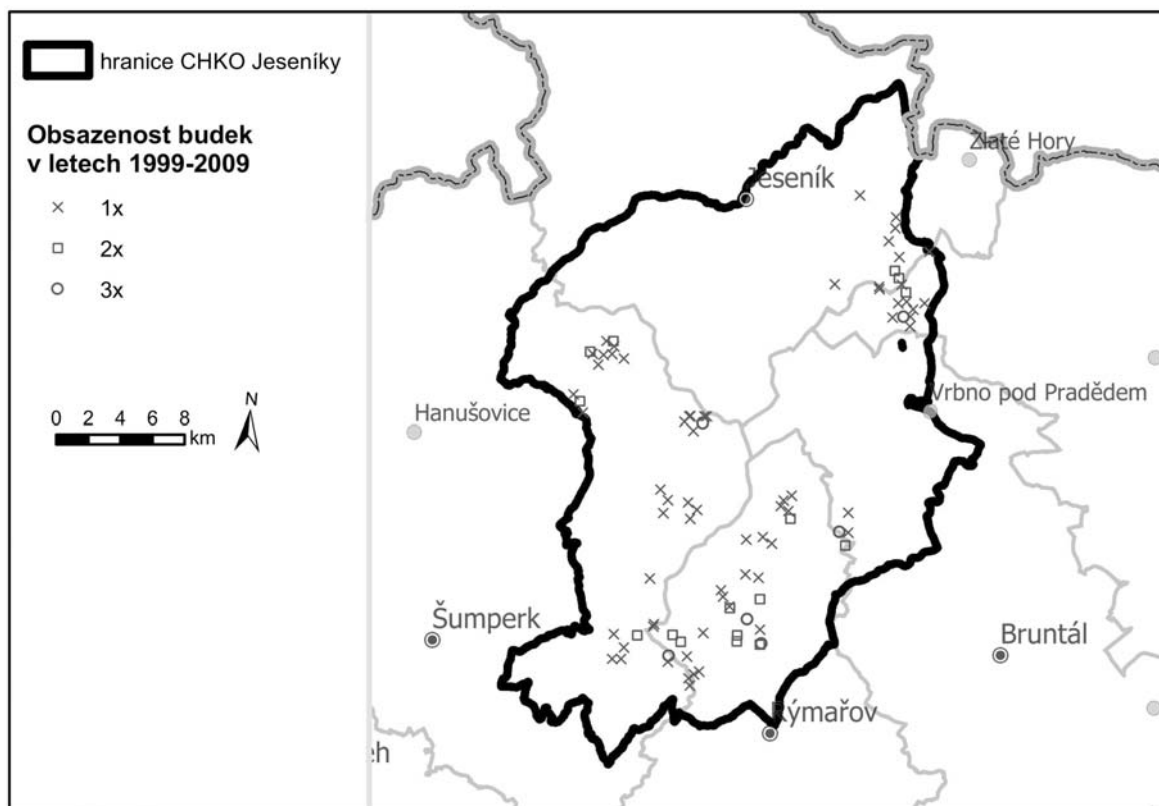 hranice CHKO Jeseníky
Obsazenost budek
v letech 1999-2009
1x
2x
3x
N
0 2 4 6 8
km
Zlaté Hory
Jeseník
Vrbno pod Pradědem
Hanušovice
Šumperk
Bruntál
Rýmařov
eh